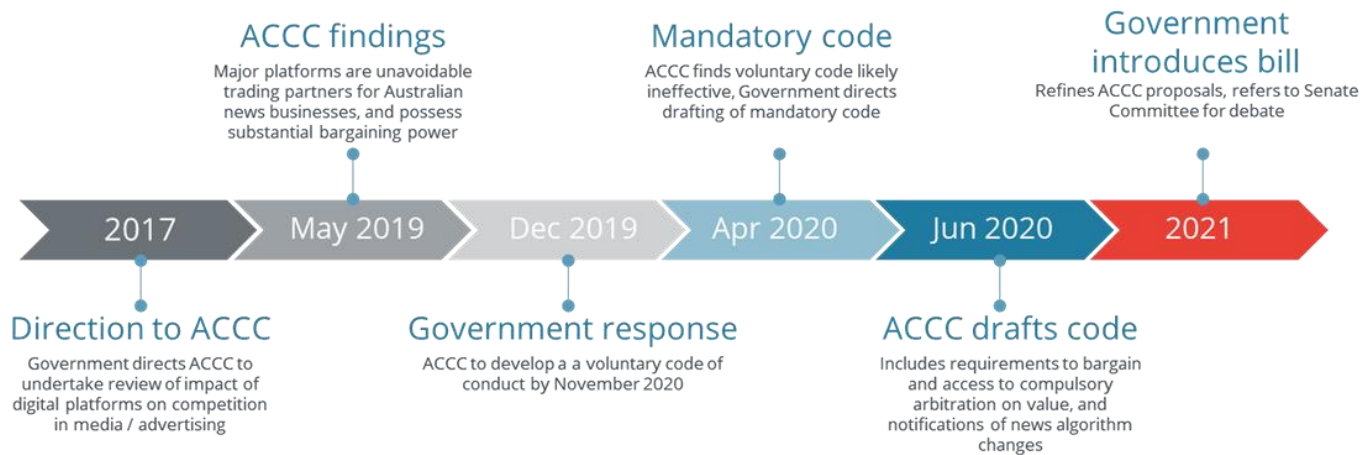 ACCC findings
Major platforms are unavoidable
trading partners for Australian
news businesses, and possess
substantial bargaining power
Mandatory code
ACCC finds voluntary code likely
ineffective, Government directs
drafting of mandatory code
Government
introduces bill
Refines ACCC proposals, refers to Senate
Committee for debate
2017
May 2019
Dec 2019
Apr 2020
Jun 2020
2021
Direction to ACCC
Government directs ACCC to
undertake review of impact of
digital platforms on competition
in media / advertising
Government response
ACCC to develop a a voluntary code of
conduct by November 2020
ACCC drafts code
Includes requirements to bargain
and access to compulsory
arbitration on value, and
notifications of news algorithm
changes